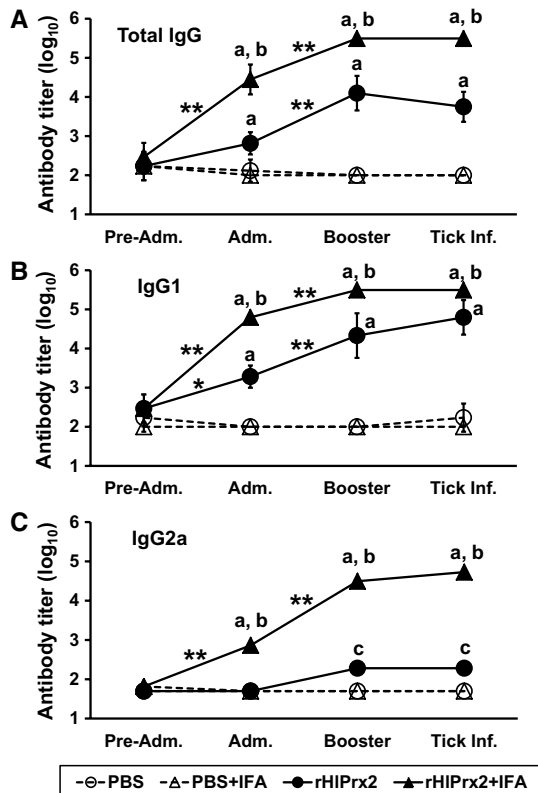 A
Total IgG
Antibody titer (log10)
6
5
4
3
2
1
a, b
**
a, b
a, b
**
a
**
a
a
Pre-Adm. Adm. Booster Tick Inf.
B
IgG1
Antibody titer (log10)
6
5
4
3
2
1
a, b
**
a, b
a, b
**
*
a
**
a
a
Pre-Adm. Adm. Booster Tick Inf.
C
IgG2a
Antibody titer (log10)
6
5
4
3
2
1
a, b
a, b
**
a, b
**
c
c
Pre-Adm. Adm. Booster Tick Inf.
PBS PBS+IFA rHlPrx2 rHlPrx2+IFA